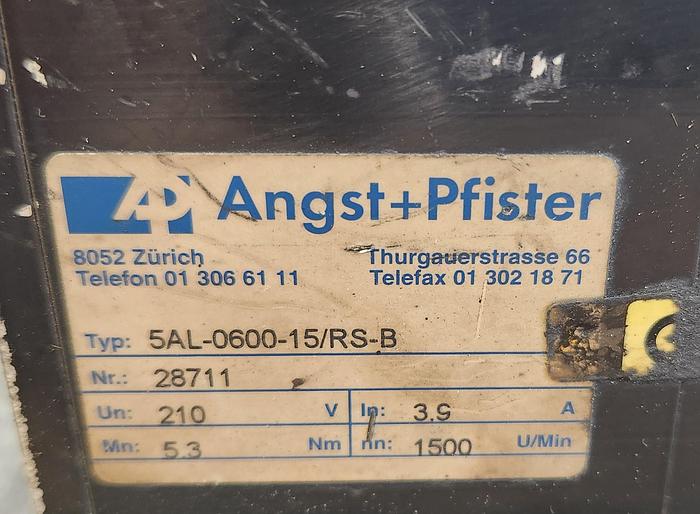 AP Angst+Pfister
8052 Zürich Thurgauerstrasse 66
Telefon 01 306 61 11 Telefax 01 302 18 71
Typ: 5AL-0600-15/RS-B
Nr.: 28711
Un: 210 V In: 3.9 A
Mn: 5.3 Nm nn: 1500 U/Min